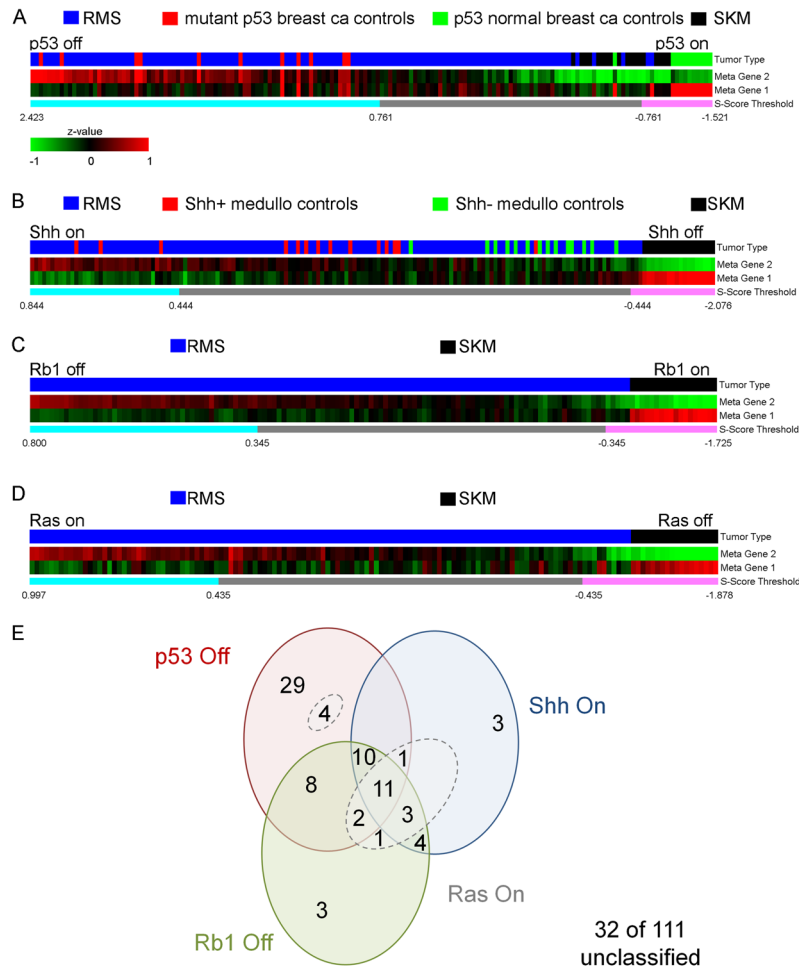 A
RMS mutant p53 breast ca controls p53 normal breast ca controls SKM
p53 off p53 on
Tumor Type
Meta Gene 2
Meta Gene 1
S-Score Threshold
2.423 0.761 -0.761 -1.521
z-value
-1 0 1
B
RMS Shh+ medullo controls Shh- medullo controls SKM
Shh on Shh off
Tumor Type
Meta Gene 2
Meta Gene 1
S-Score Threshold
0.844 0.444 -0.444 -2.076
C
RMS SKM
Rb1 off Rb1 on
Tumor Type
Meta Gene 2
Meta Gene 1
S-Score Threshold
0.800 0.345 -0.345 -1.725
D
RMS SKM
Ras on Ras off
Tumor Type
Meta Gene 2
Meta Gene 1
S-Score Threshold
0.997 0.435 -0.435 -1.878
E
p53 Off
29
4
Shh On
3
10 1
8 11
2 3
1 4
3
Ras On
Rb1 Off
32 of 111
unclassified